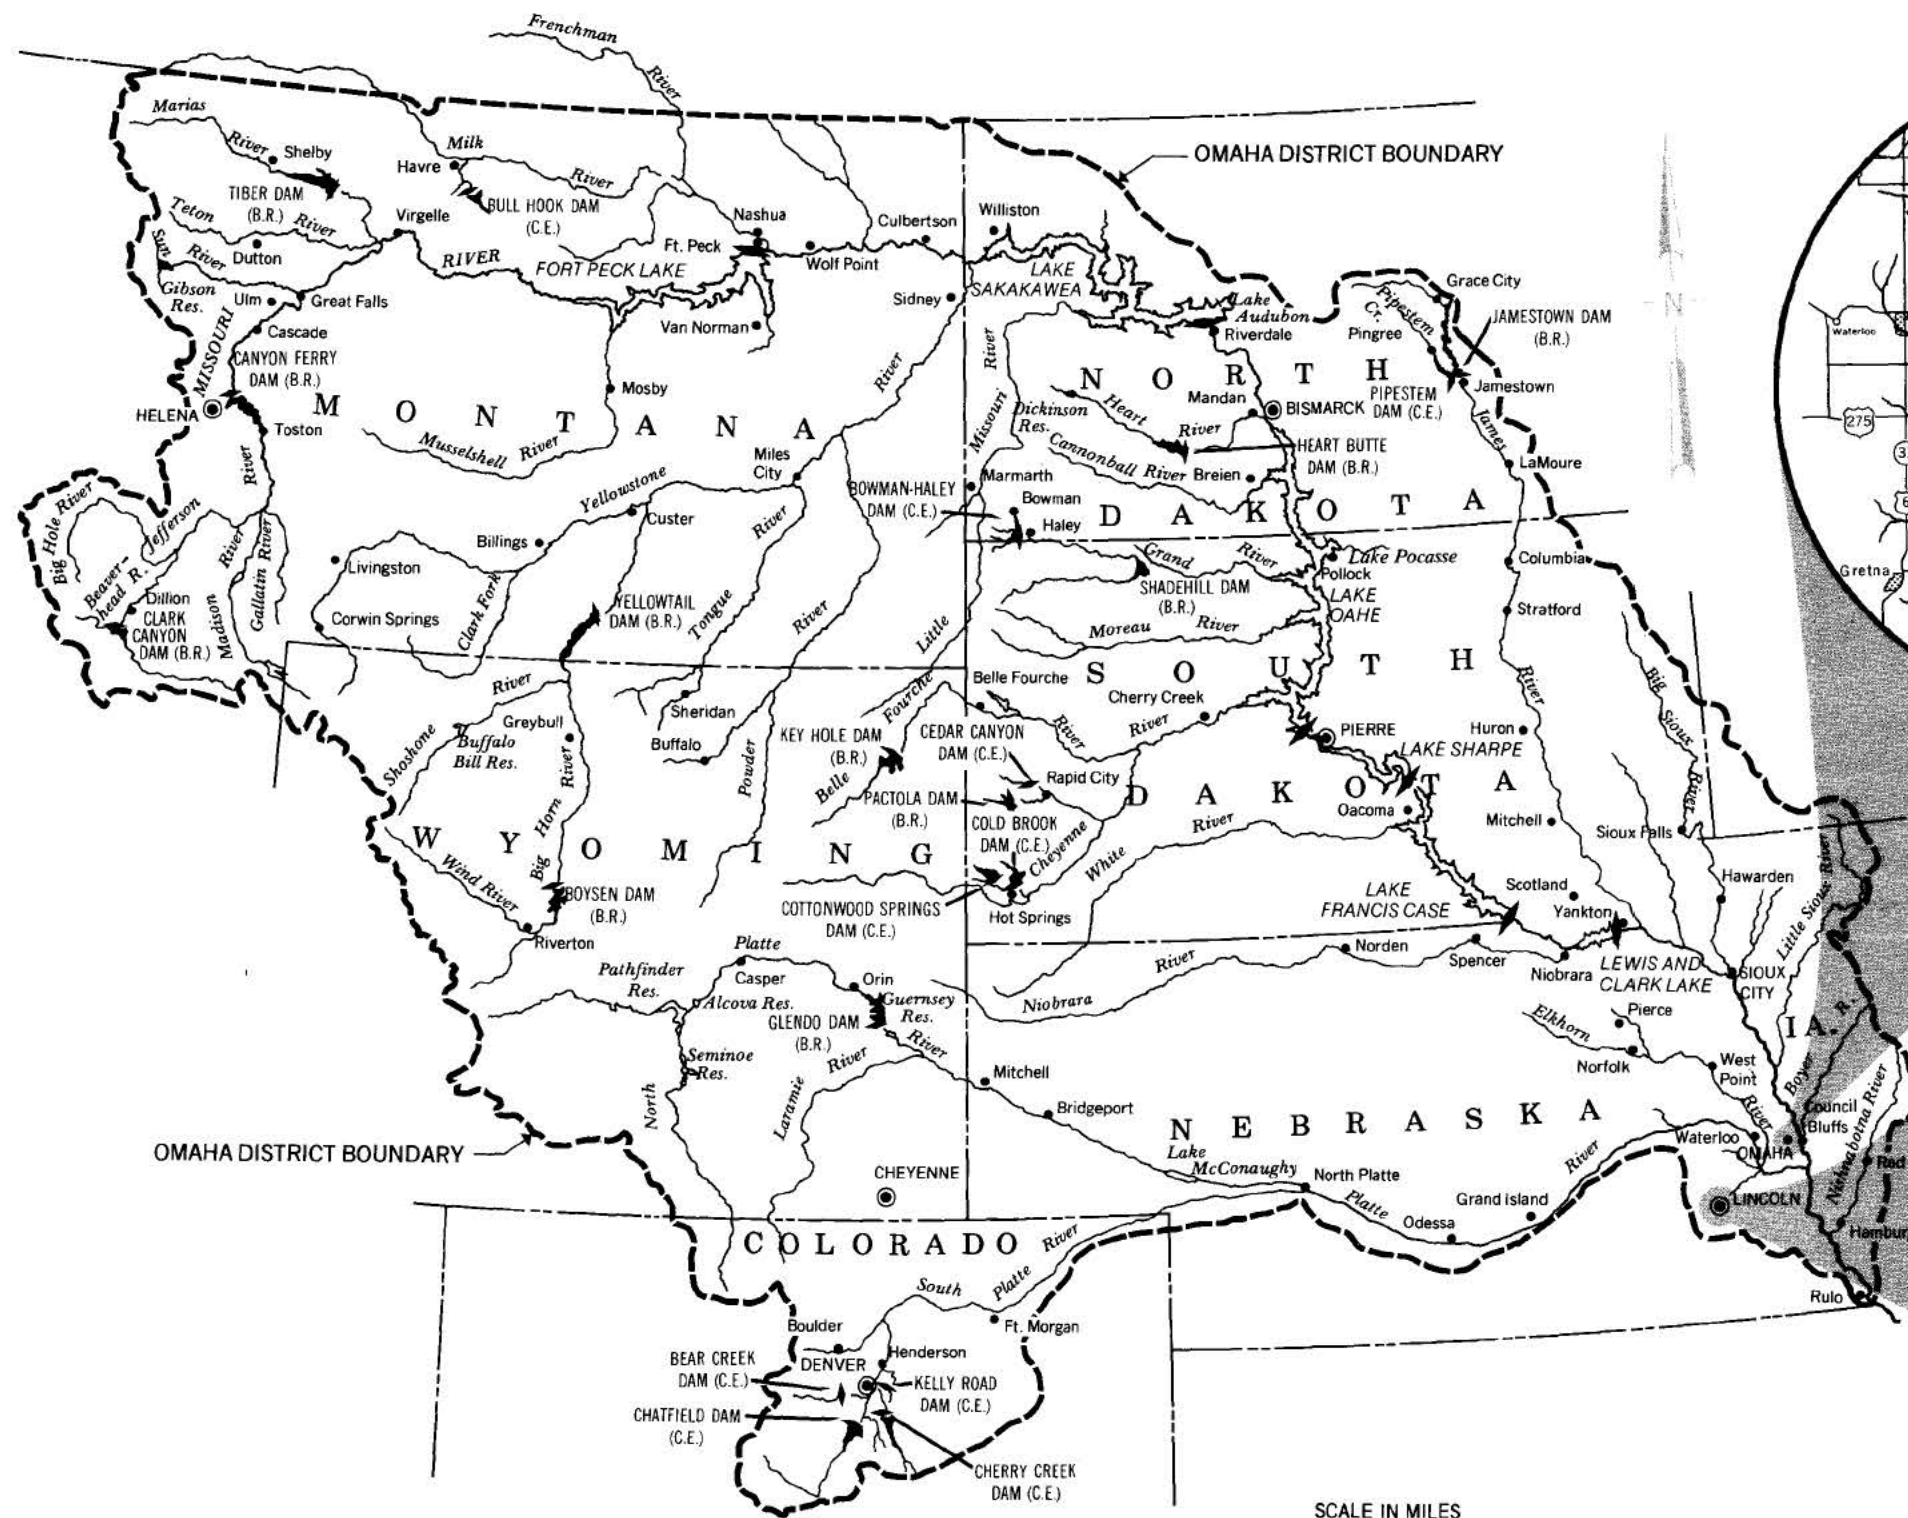 Frenchman
River
Marias
River
Shelby
Milk
River
Havre
OMAHA DISTRICT BOUNDARY
TIBER DAM
(B.R.)
BULL HOOK DAM
(C.E.)
Teton
River
Virgelle
Nashua
Culbertson
Williston
Sun
River
Dutton
RIVER
FORT PECK LAKE
Ft. Peck
Wolf Point
LAKE
SAKAKAWEA
Grace City
Gibson
Res.
Ulm
Great Falls
Sidney
Lake
Audubon
Riverdale
Pipestem
Cr.
Pingree
JAMESTOWN DAM
(B.R.)
Waterloo
Cascade
Van Norman
MISSOURI
CANYON FERRY
DAM (B.R.)
River
River
NORTH
Jamestown
HELENA
Toston
MONTANA
Mosby
Dickinson
Res.
Heart
River
Mandan
BISMARCK
PIPESTEM
DAM (C.E.)
James
275
Musselshell River
Missouri
Cannonball River
HEART BUTTE
DAM (B.R.)
Breien
LaMoure
River
Miles
City
Marmarth
BOWMAN-HALEY
DAM (C.E.)
Bowman
Haley
DAKOTA
Big Hole River
Jefferson
Yellowstone
Custer
River
Billings
Livingston
River
Gallatin River
Madison
Beaver-
head R.
Dillion
CLARK
CANYON
DAM (B.R.)
Corwin Springs
Clark Fork
YELLOWTAIL
DAM (B.R.)
Tongue
River
Little
Grand
River
SHADEHILL DAM
(B.R.)
Lake Pocasse
Pollock
LAKE
OAHE
Columbia
Gretna
Stratford
Moreau
River
SOUTH
River
Big
Sioux
River
River
Shoshone
Greybull
Buffalo
Bill Res.
Sheridan
Buffalo
Powder
Fourche
Belle
KEY HOLE DAM
(B.R.)
Belle Fourche
River
CEDAR CANYON
DAM (C.E.)
Cherry Creek
River
PIERRE
LAKE SHARPE
Huron
PACTOLA DAM
(B.R.)
Rapid City
COLD BROOK
DAM (C.E.)
Cheyenne
DAKOTA
Oacoma
Mitchell
Sioux Falls
River
White
WYOMING
Big
Horn
River
Wind River
BOYSEN DAM
(B.R.)
Riverton
COTTONWOOD SPRINGS
DAM (C.E.)
Hot Springs
LAKE
FRANCIS CASE
Scotland
Yankton
Hawarden
Little Sioux River
Pathfinder
Res.
Platte
Casper
Alcova Res.
Orin
Guernsey
Res.
GLENDO DAM
(B.R.)
River
Niobrara
River
Norden
Spencer
Niobrara
LEWIS AND
CLARK LAKE
SIOUX
CITY
Seminoe
Res.
North
Laramie
River
Mitchell
Bridgeport
Elkhorn
River
Pierce
Norfolk
West
Point
IA.
R.
Boyer
Nishnabotna River
Council
Bluffs
OMAHA DISTRICT BOUNDARY
CHEYENNE
NEBRASKA
Lake
McConaughy
North Platte
Platte
River
Odessa
Grand island
Waterloo
OMAHA
LINCOLN
Red
Hambur
Rulo
COLORADO
South
Platte
River
Ft. Morgan
Boulder
DENVER
Henderson
BEAR CREEK
DAM (C.E.)
KELLY ROAD
DAM (C.E.)
CHATFIELD DAM
(C.E.)
CHERRY CREEK
DAM (C.E.)
SCALE IN MILES
N